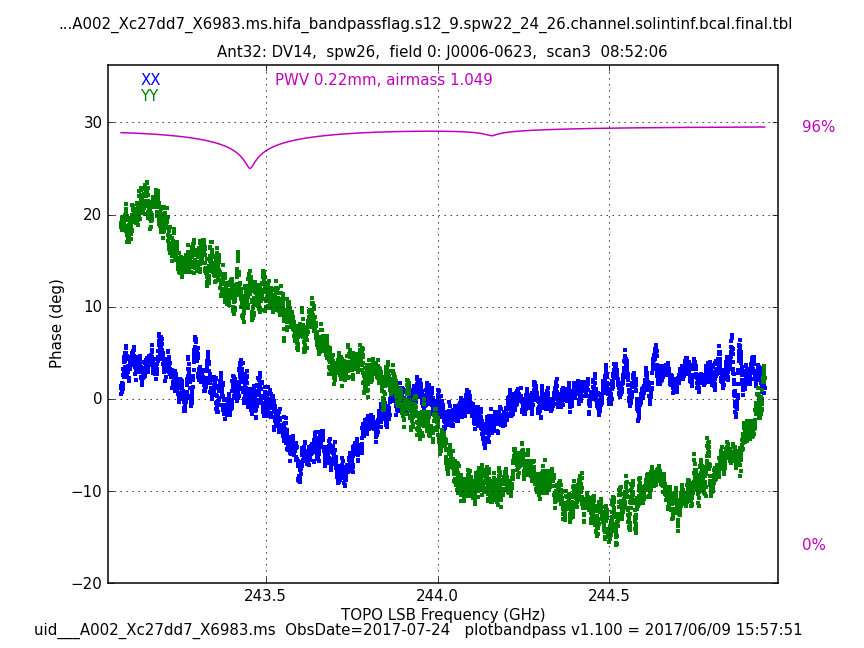 ...A002_Xc27dd7_X6983.ms.hifa_bandpassflag.s12_9.spw22_24_26.channel.solintinf.bcal.final.tbl
Ant32: DV14,  spw26,  field 0: J0006-0623,  scan3  08:52:06
XX
YY
PWV 0.22mm, airmass 1.049
96%
0%
30
20
10
0
−10
−20
Phase (deg)
243.5
244.0
244.5
TOPO LSB Frequency (GHz)
uid___A002_Xc27dd7_X6983.ms  ObsDate=2017-07-24   plotbandpass v1.100 = 2017/06/09 15:57:51